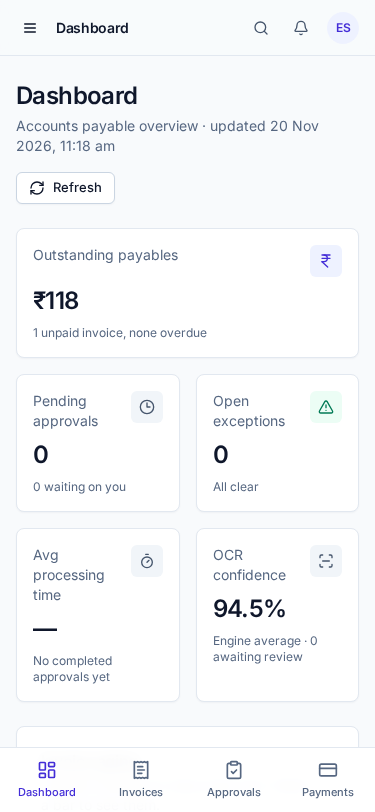 Dashboard
ES
Dashboard
Accounts payable overview · updated 20 Nov
2026, 11:18 am
Refresh
Outstanding payables
₹
₹118
1 unpaid invoice, none overdue
Pending
approvals
0
0 waiting on you
Open
exceptions
0
All clear
Avg
processing
time
—
No completed
approvals yet
OCR
confidence
94.5%
Engine average · 0
awaiting review
Dashboard
Invoices
Approvals
Payments